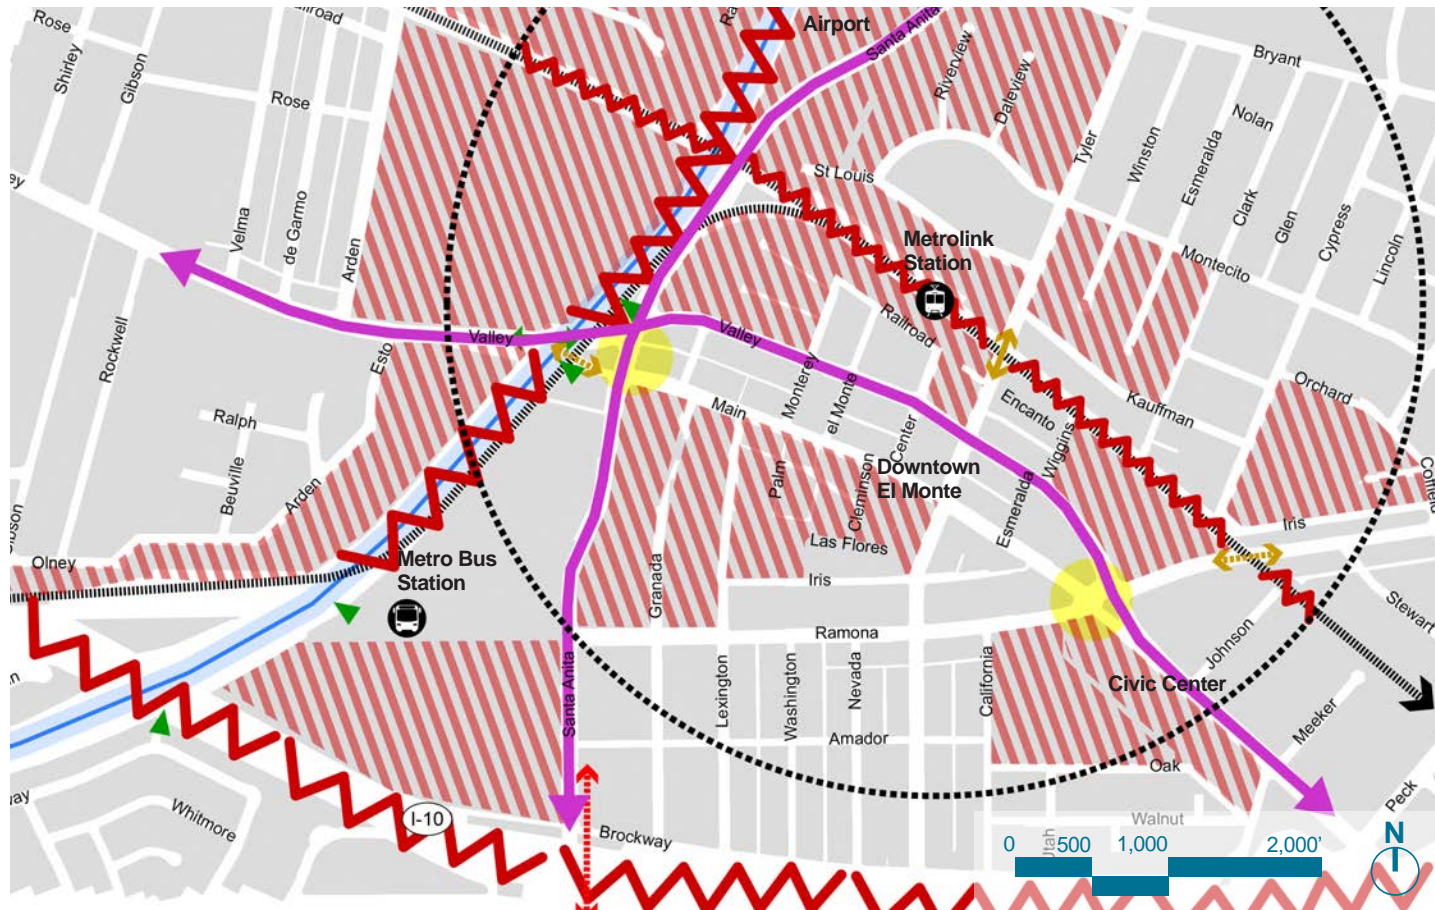 Rose
Railroad
Airport
Santa Anita
Shirley
Gibson
Rose
Riverview
Daleview
Bryant
Nolan
Tyler
Winston
Esmeralda
Clark
Glen
Cypress
Lincoln
St Louis
Velma
de Garmo
Arden
Metrolink
Station
Montecito
Rockwell
Valley
Valley
Railroad
Esto
Monterey
el Monte
Main
Center
Encanto
Wiggins
Kauffman
Orchard
Ralph
Beuville
Arden
Palm
Cleminson
Downtown
El Monte
Esmeralda
Olney
Metro Bus
Station
Las Flores
Iris
Iris
Granada
Ramona
Stewart
Johnson
Santa Anita
Lexington
Washington
Nevada
California
Civic Center
Amador
Meeker
Oak
Whitmore
I-10
Brockway
Walnut
Utah
Peck
0 500 1,000 2,000’
N